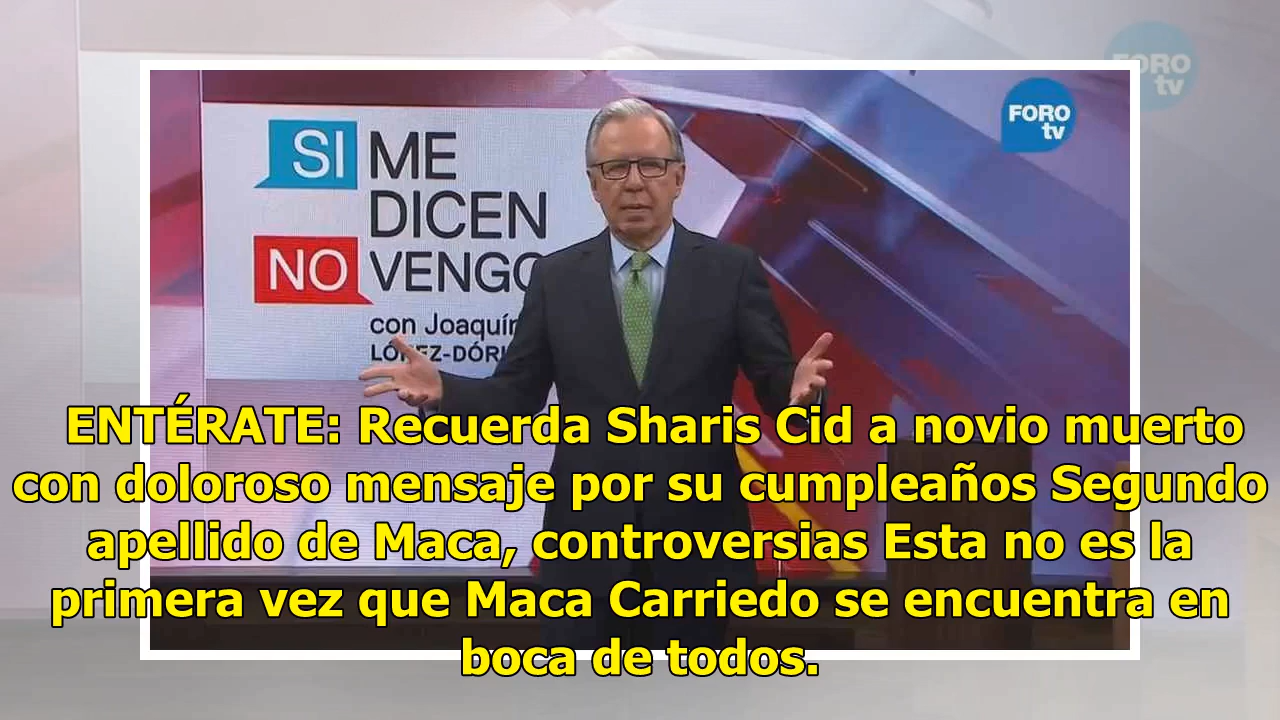 FORO
tv
FORO
tv
SI ME
DICEN
NO VENGO
con Joaquín
LÓPEZ-DÓRI
ENTÉRATE: Recuerda Sharis Cid a novio muerto
con doloroso mensaje por su cumpleaños Segundo
apellido de Maca, controversias Esta no es la
primera vez que Maca Carriedo se encuentra en
boca de todos.